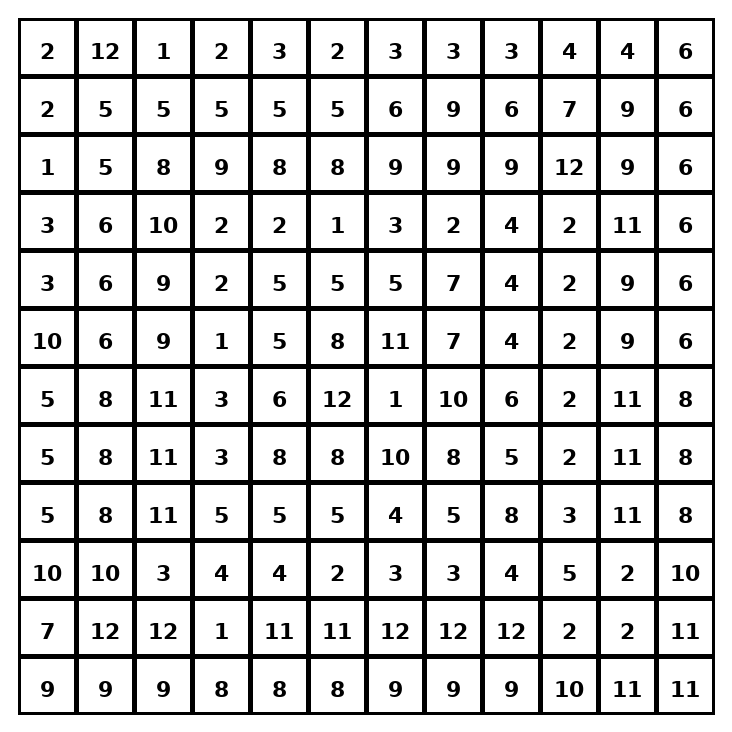 2 12 1 2 3 2 3 3 3 4 4 6
2 5 5 5 5 5 6 9 6 7 9 6
1 5 8 9 8 8 9 9 9 12 9 6
3 6 10 2 2 1 3 2 4 2 11 6
3 6 9 2 5 5 5 7 4 2 9 6
10 6 9 1 5 8 11 7 4 2 9 6
5 8 11 3 6 12 1 10 6 2 11 8
5 8 11 3 8 8 10 8 5 2 11 8
5 8 11 5 5 5 4 5 8 3 11 8
10 10 3 4 4 2 3 3 4 5 2 10
7 12 12 1 11 11 12 12 12 2 2 11
9 9 9 8 8 8 9 9 9 10 11 11